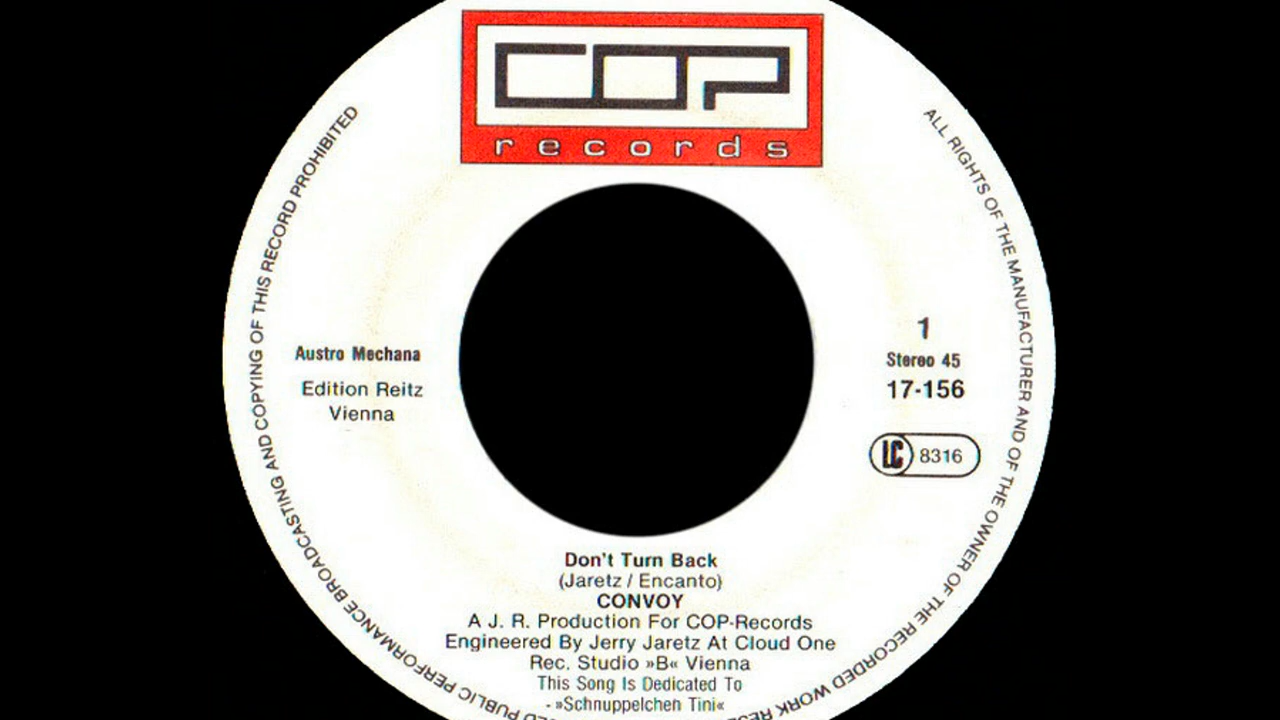 COP
records
ALL RIGHTS OF THE MANUFACTURER AND OF THE OWNER OF THE RECORDED WORK
PUBLIC PERFORMANCE BROADCASTING AND COPYING OF THIS RECORD PROHIBITED
Austro Mechana
Edition Reitz
Vienna
1
Stereo 45
17-156
LC 8316
Don't Turn Back
(Jaretz / Encanto)
CONVOY
A J. R. Production For COP-Records
Engineered By Jerry Jaretz At Cloud One
Rec. Studio »B« Vienna
This Song Is Dedicated To
- »Schnuppelchen Tini«